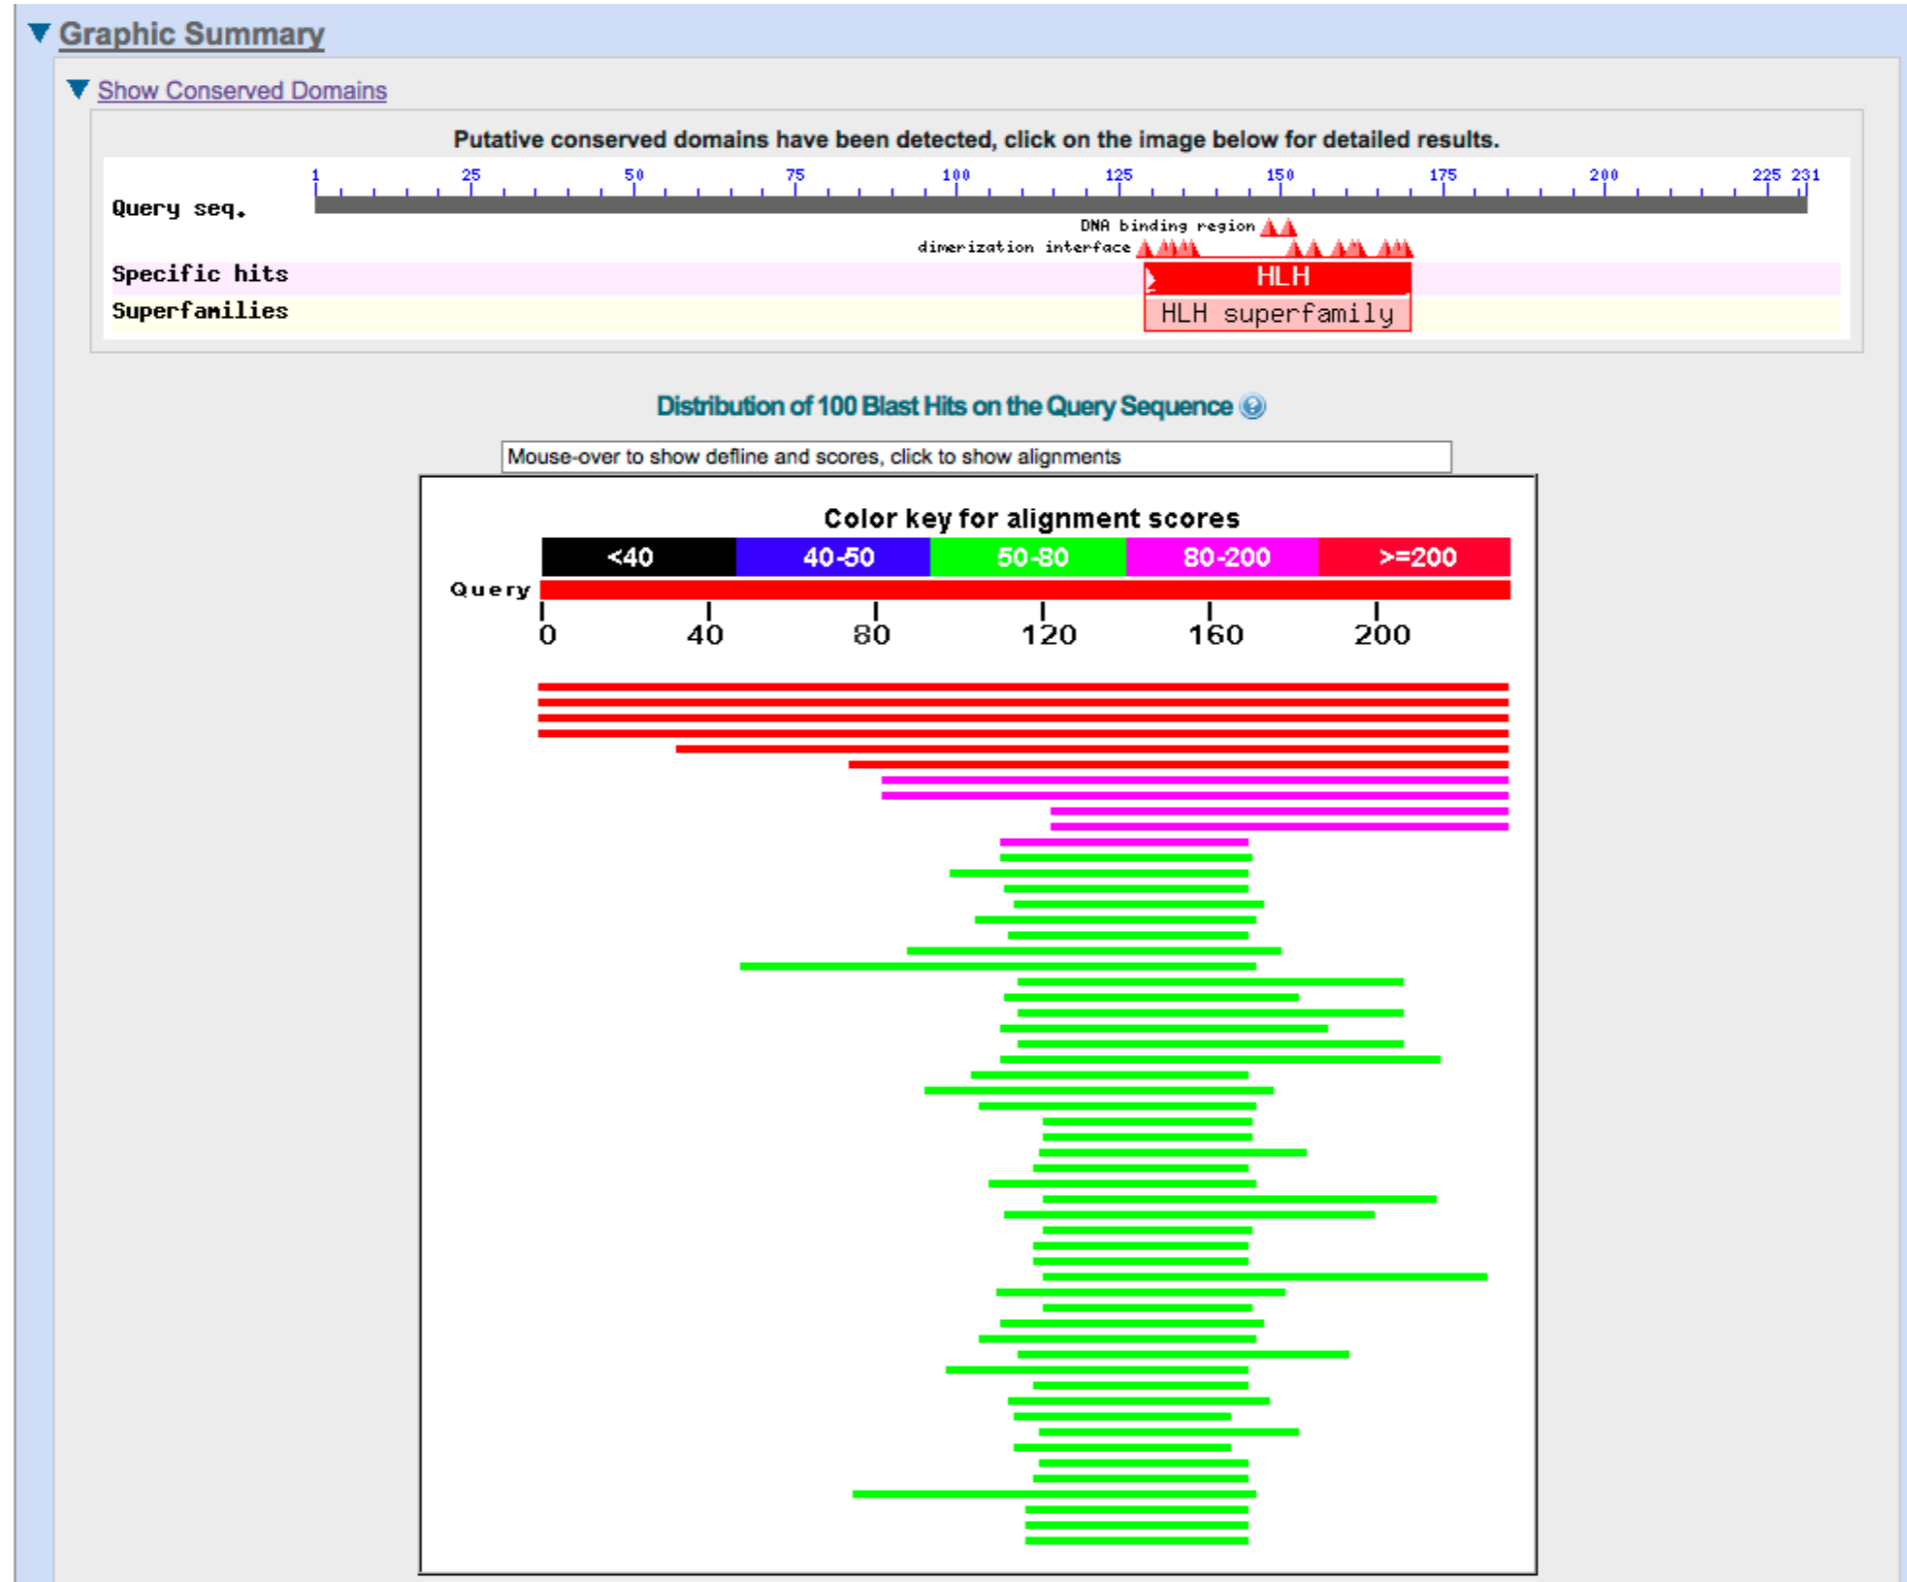 Graphic Summary
Show Conserved Domains
Putative conserved domains have been detected, click on the image below for detailed results.
1 25 50 75 100 125 150 175 200 225 231
Query seq.
DNA binding region
dimerization interface
Specific hits HLH
Superfamilies HLH superfamily
Distribution of 100 Blast Hits on the Query Sequence ?
Mouse-over to show defline and scores, click to show alignments
Color key for alignment scores
<40 40-50 50-80 80-200 >=200
Query
0 40 80 120 160 200